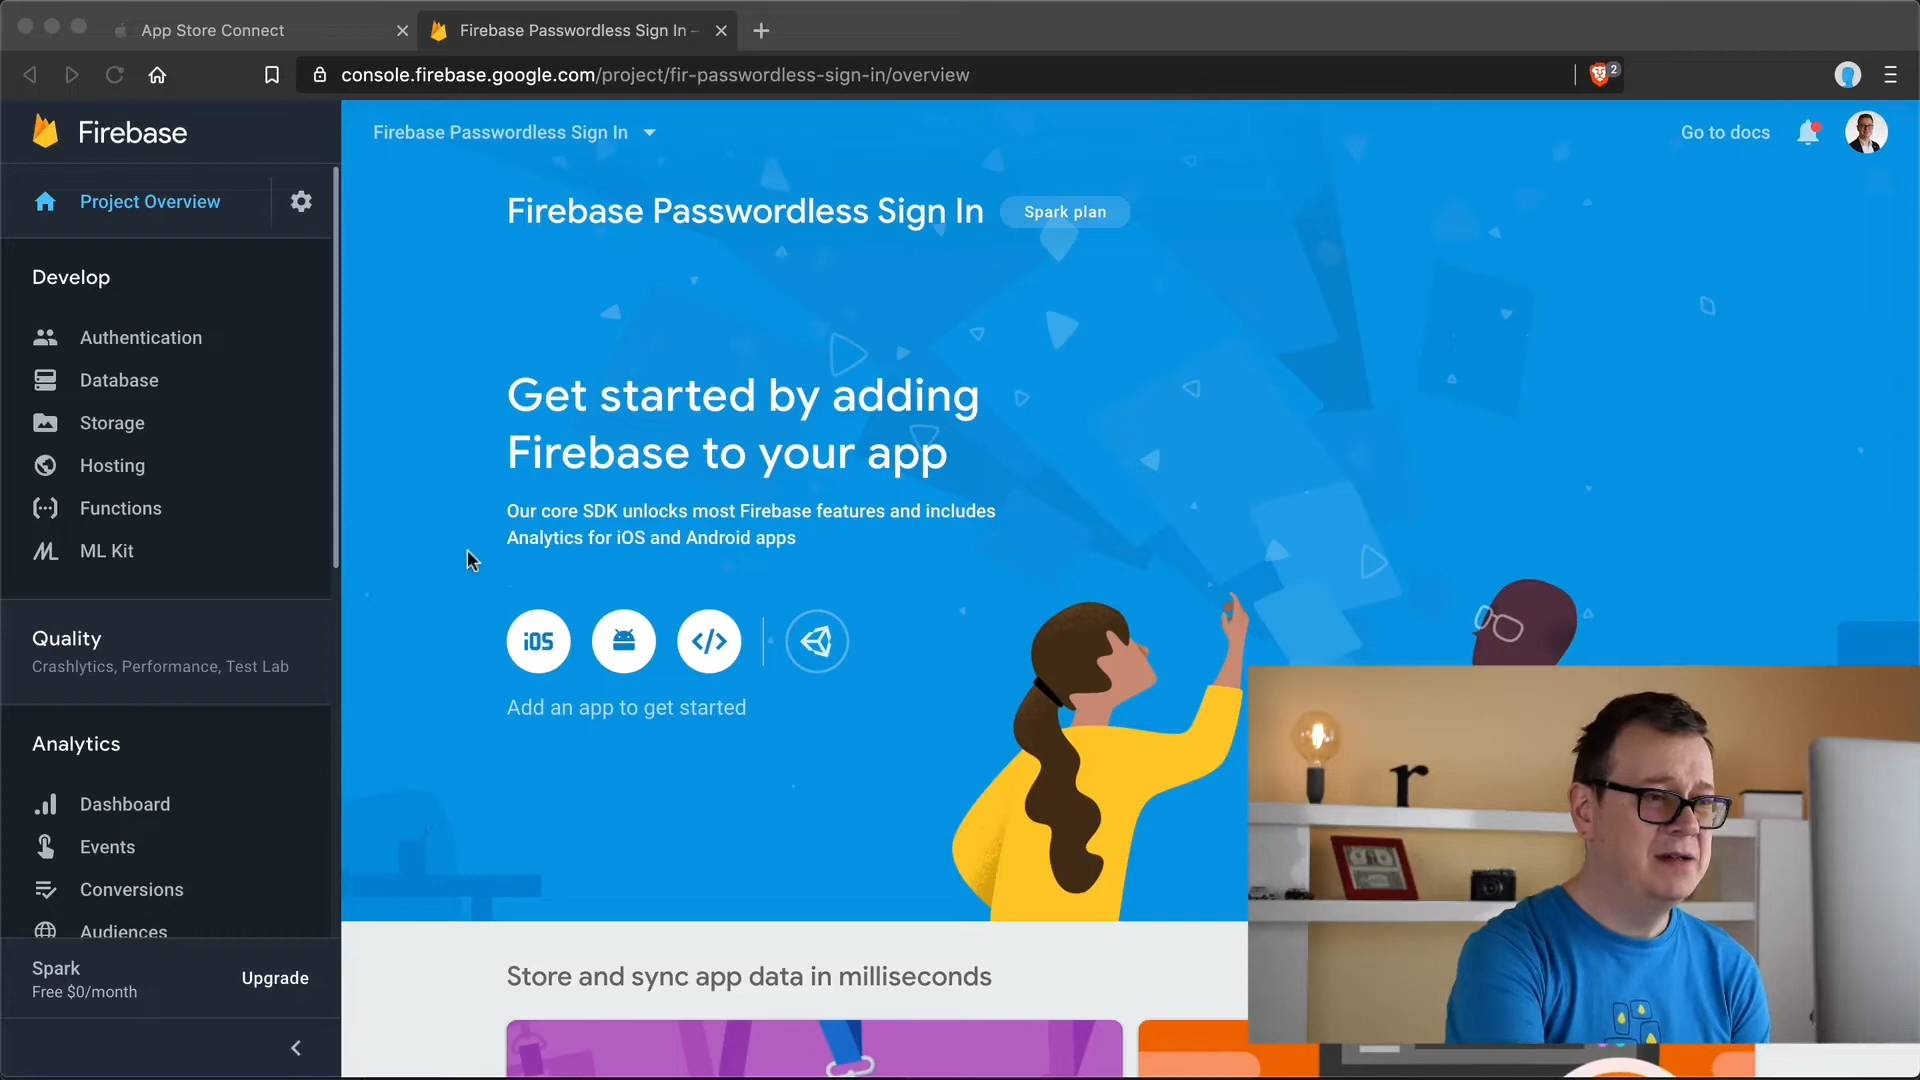 App Store Connect
Firebase Passwordless Sign In -
console.firebase.google.com/project/fir-passwordless-sign-in/overview
2
Firebase
Firebase Passwordless Sign In
Go to docs
Project Overview
Firebase Passwordless Sign In
Spark plan
Develop
Authentication
Database
Storage
Hosting
Functions
ML Kit
Get started by adding
Firebase to your app
Our core SDK unlocks most Firebase features and includes
Analytics for iOS and Android apps
iOS
Add an app to get started
Quality
Crashlytics, Performance, Test Lab
Analytics
Dashboard
Events
Conversions
Audiences
Spark
Free $0/month
Upgrade
Store and sync app data in milliseconds